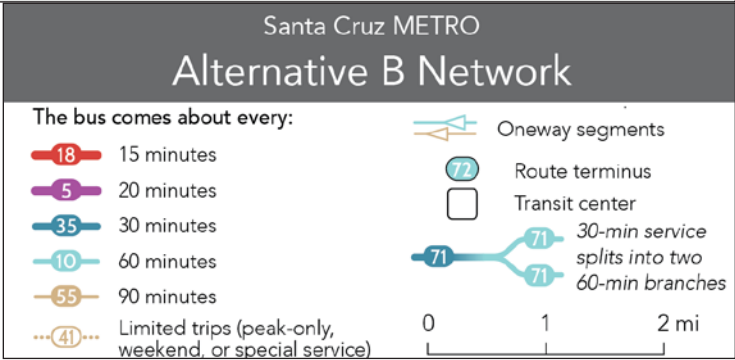 Santa Cruz METRO
Alternative B Network
The bus comes about every:
18 15 minutes
5 20 minutes
35 30 minutes
10 60 minutes
55 90 minutes
41 Limited trips (peak-only,
weekend, or special service)
Oneway segments
72 Route terminus
Transit center
71 71 30-min service
splits into two
71 60-min branches
0 1 2 mi